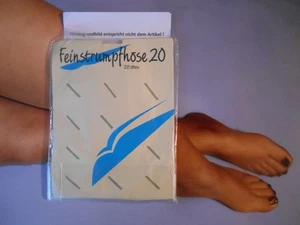 entspricht nicht dem Artikel !
Feinstrumpfhose 20